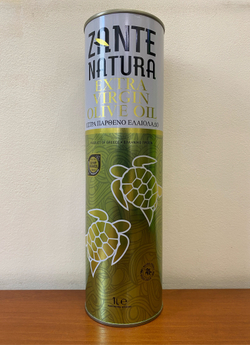 ZANTE
NATURA
EXTRA
VIRGIN
OLIVE OIL
ΕΞΤΡΑ ΠΑΡΘΕΝΟ ΕΛΑΙΟΛΑΔΟ
1L℮